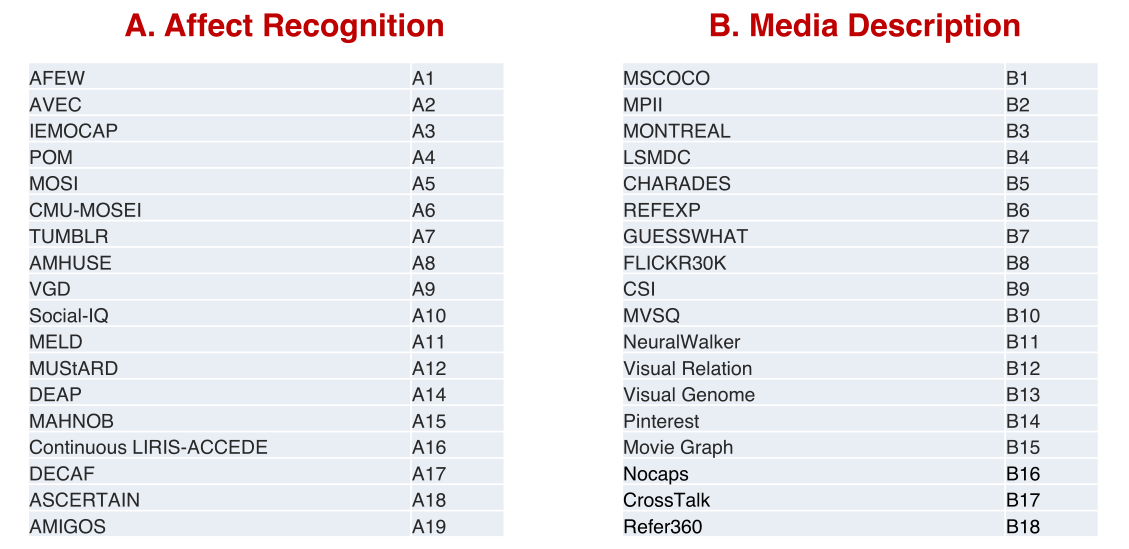 A. Affect Recognition
AFEW A1
AVEC A2
IEMOCAP A3
POM A4
MOSI A5
CMU-MOSEI A6
TUMBLR A7
AMHUSE A8
VGD A9
Social-IQ A10
MELD A11
MUStARD A12
DEAP A14
MAHNOB A15
Continuous LIRIS-ACCEDE A16
DECAF A17
ASCERTAIN A18
AMIGOS A19
B. Media Description
MSCOCO B1
MPII B2
MONTREAL B3
LSMDC B4
CHARADES B5
REFEXP B6
GUESSWHAT B7
FLICKR30K B8
CSI B9
MVSQ B10
NeuralWalker B11
Visual Relation B12
Visual Genome B13
Pinterest B14
Movie Graph B15
Nocaps B16
CrossTalk B17
Refer360 B18